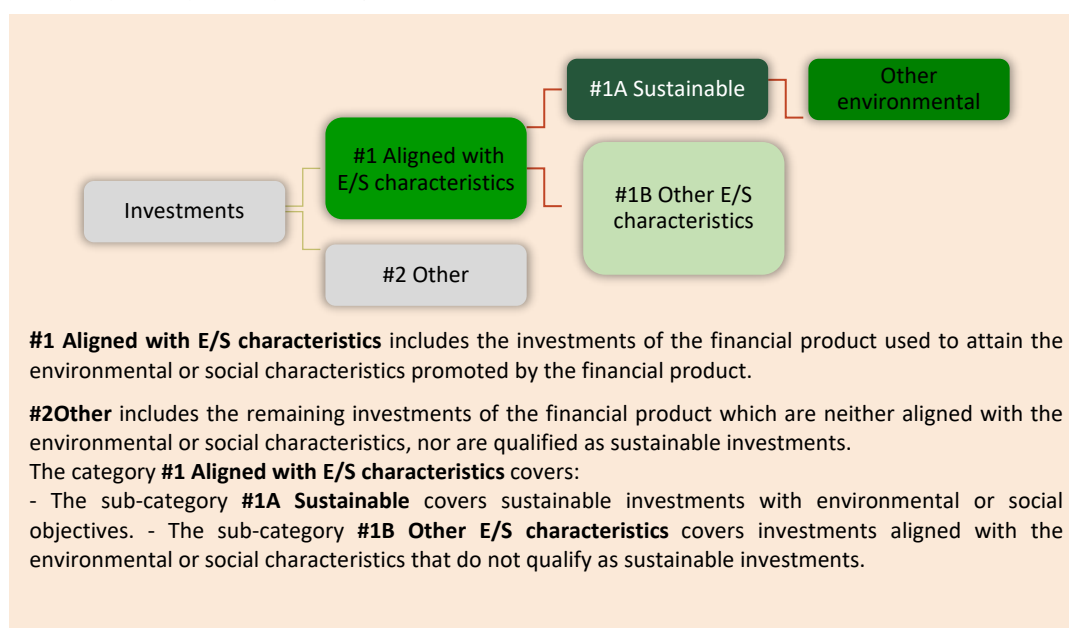 Other
environmental
#1A Sustainable
#1 Aligned with
E/S characteristics
#1B Other E/S
characteristics
Investments
#2 Other
#1 Aligned with E/S characteristics includes the investments of the financial product used to attain the
environmental or social characteristics promoted by the financial product.
#2Other includes the remaining investments of the financial product which are neither aligned with the
environmental or social characteristics, nor are qualified as sustainable investments.
The category #1 Aligned with E/S characteristics covers:
- The sub-category #1A Sustainable covers sustainable investments with environmental or social
objectives. - The sub-category #1B Other E/S characteristics covers investments aligned with the
environmental or social characteristics that do not qualify as sustainable investments.